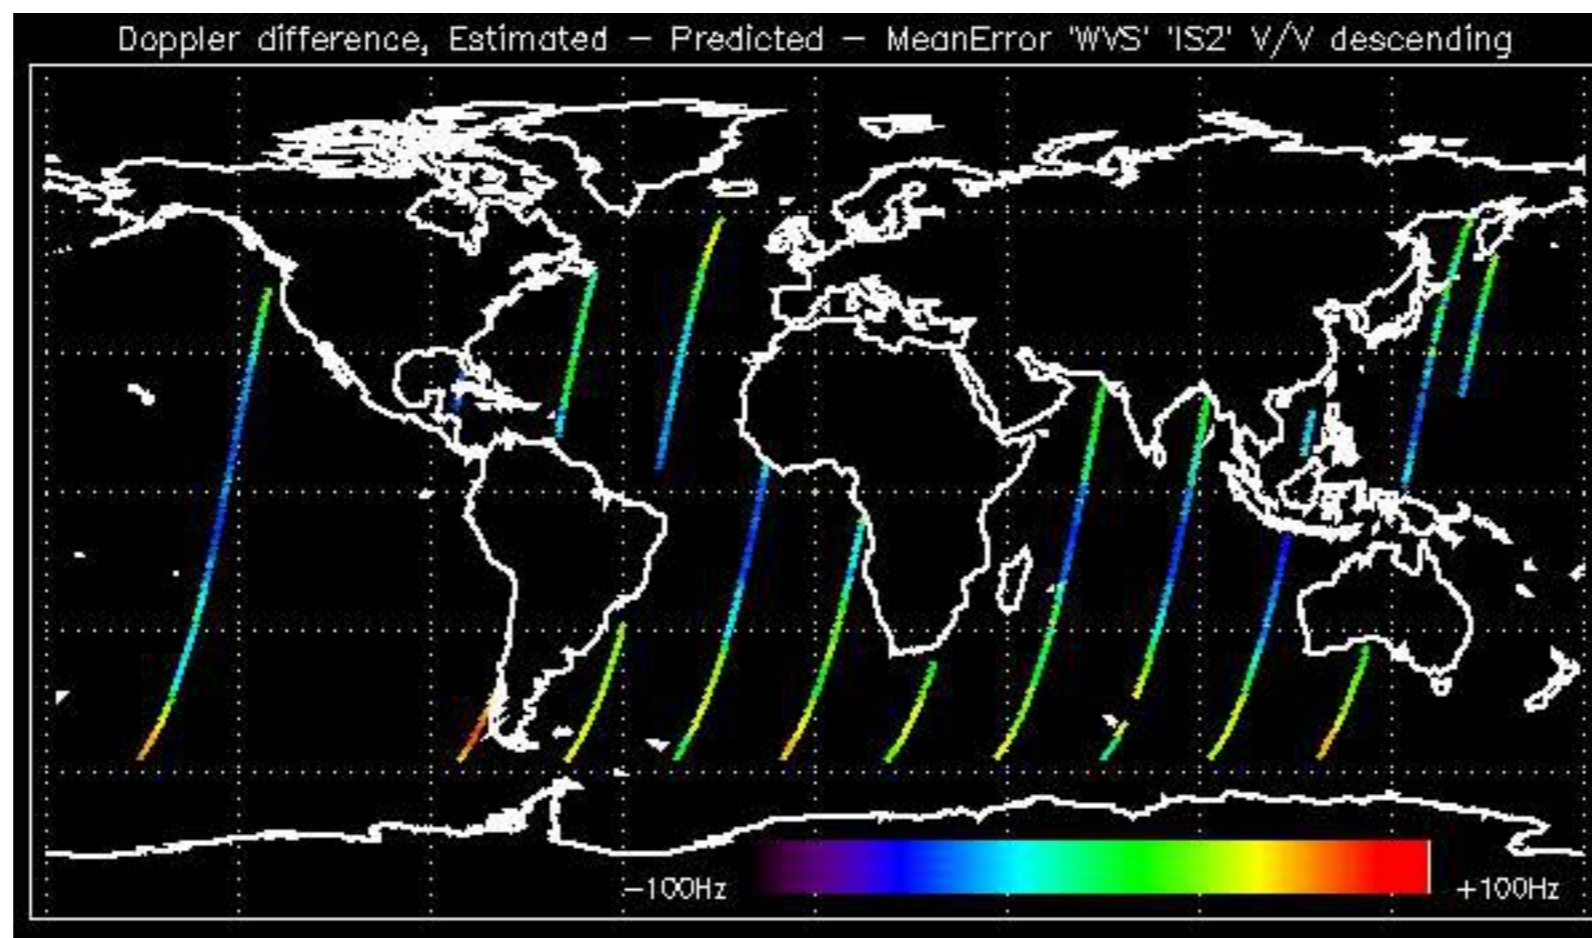 Doppler difference, Estimated - Predicted - MeanError 'WVS' 'IS2' V/V descending
-100Hz
+100Hz